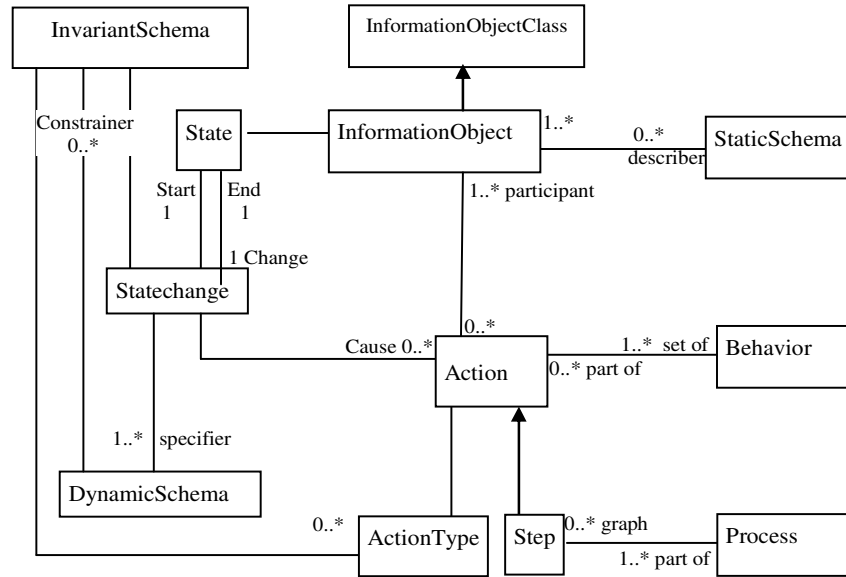 InvariantSchema
InformationObjectClass
Constrainer
0..*
State
InformationObject
1..*
0..*
describer
StaticSchema
Start
1
End
1
1..* participant
1 Change
Statechange
0..*
Cause 0..*
Action
1..* set of
0..* part of
Behavior
1..* specifier
DynamicSchema
0..*
ActionType
Step
0..* graph
1..* part of
Process